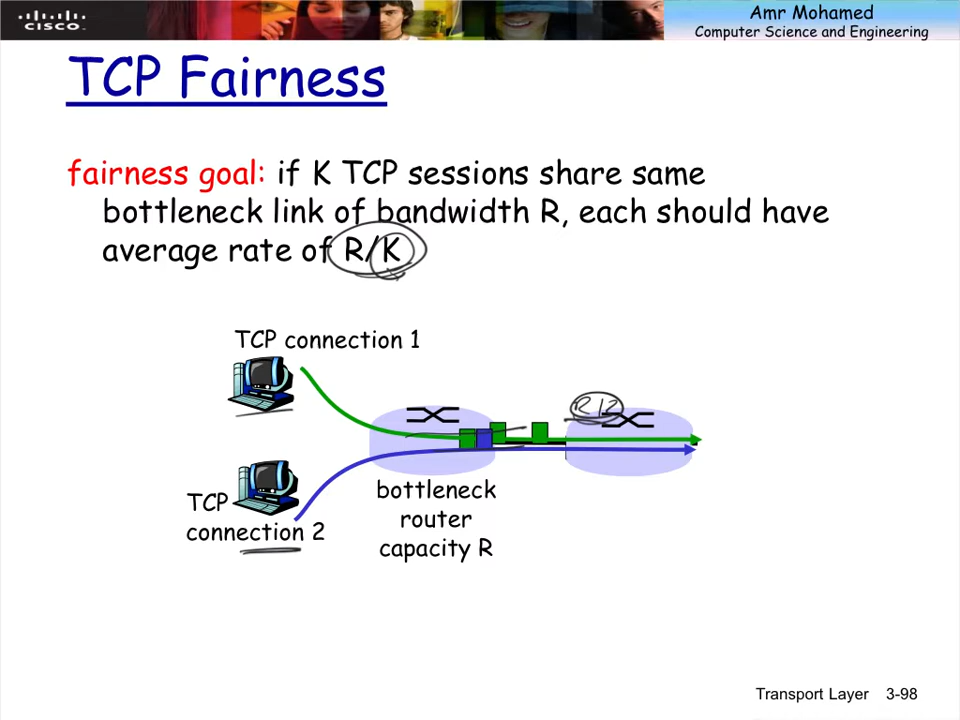 CISCO
Amr Mohamed
Computer Science and Engineering
TCP Fairness
fairness goal: if K TCP sessions share same
bottleneck link of bandwidth R, each should have
average rate of R/K
TCP connection 1
R/2
TCP
connection 2
bottleneck
router
capacity R
Transport Layer 3-98